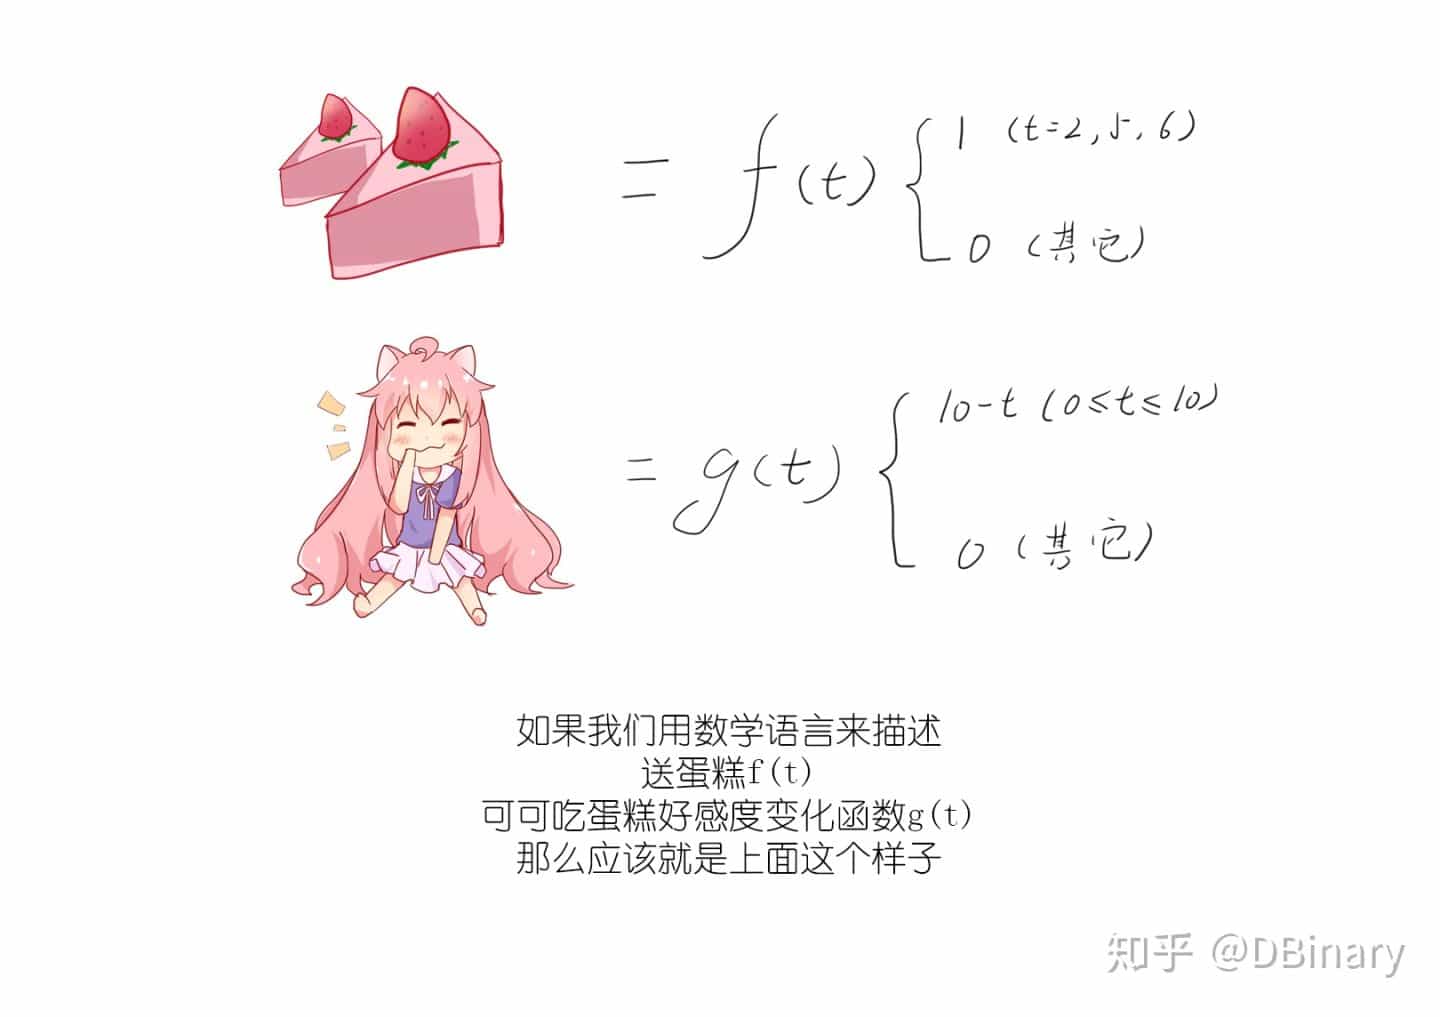 = f(t) { 1 (t=2,5,6)
0 (其它)
= g(t) { 10-t (0≤t≤10)
0 (其它)
如果我们用数学语言来描述
送蛋糕f(t)
可可吃蛋糕好感度变化函数g(t)
那么应该就是上面这个样子
知乎 @DBinary